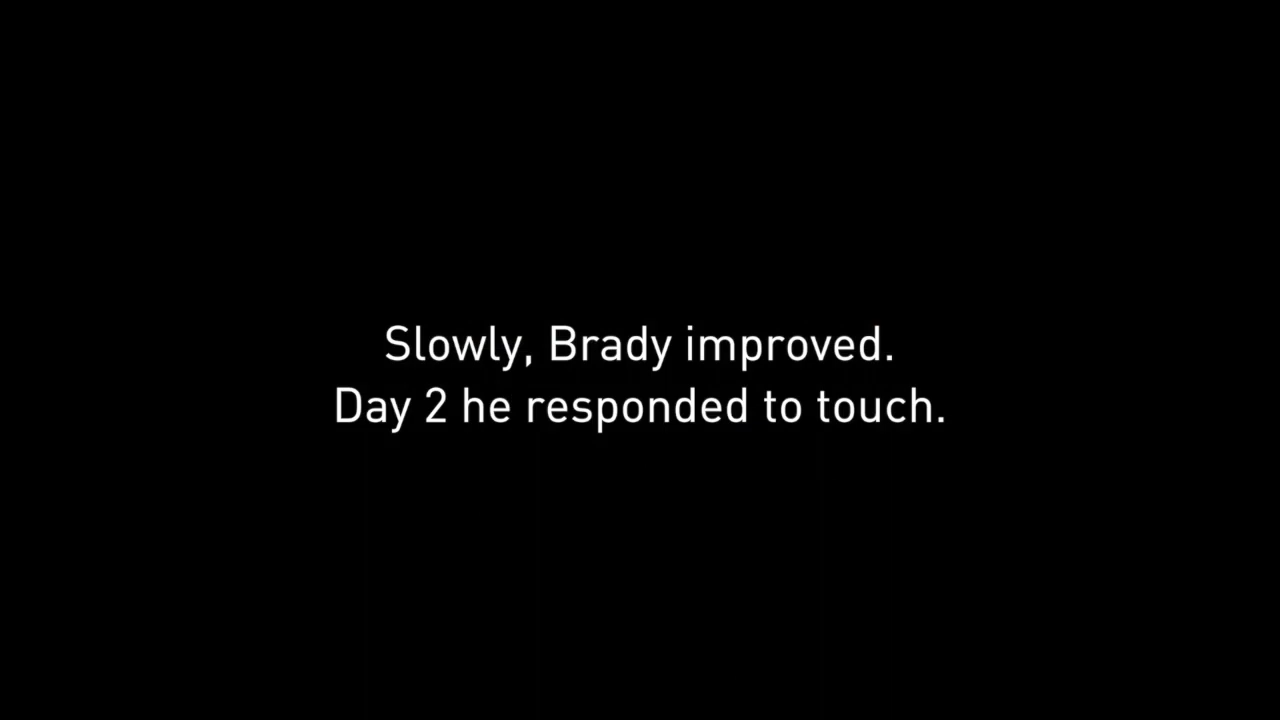 Slowly, Brady improved.
Day 2 he responded to touch.